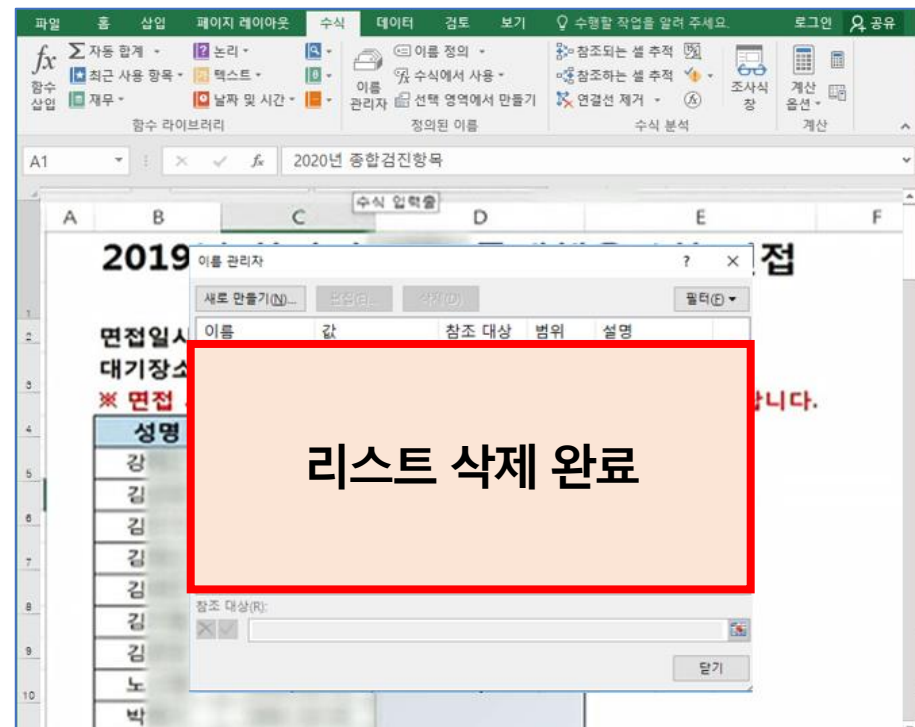 파일 홈 삽입 페이지 레이아웃 수식 데이터 검토 보기 수행할 작업을 알려 주세요. 로그인 공유
fx 함수 삽입
Σ 자동 합계
최근 사용 항목
재무
? 논리
텍스트
날짜 및 시간
이름 관리자
이름 정의
수식에서 사용
선택 영역에서 만들기
참조되는 셀 추적
참조하는 셀 추적
연결선 제거
조사식 창
계산 옵션
함수 라이브러리 정의된 이름 수식 분석 계산
A1 fx 2020년 종합검진항목
수식 입력줄
A B C D E F
2019 접
이름 관리자 ? ×
새로 만들기(N)... 편집(E)... 삭제(D) 필터(F)
이름 값 참조 대상 범위 설명
1
2 면접일시
대기장소
3
※ 면접 니다.
4 성명
리스트 삭제 완료
강
5
김
6
김
7 김
김
8
김
9 김
노
10
박
참조 대상(R):
닫기